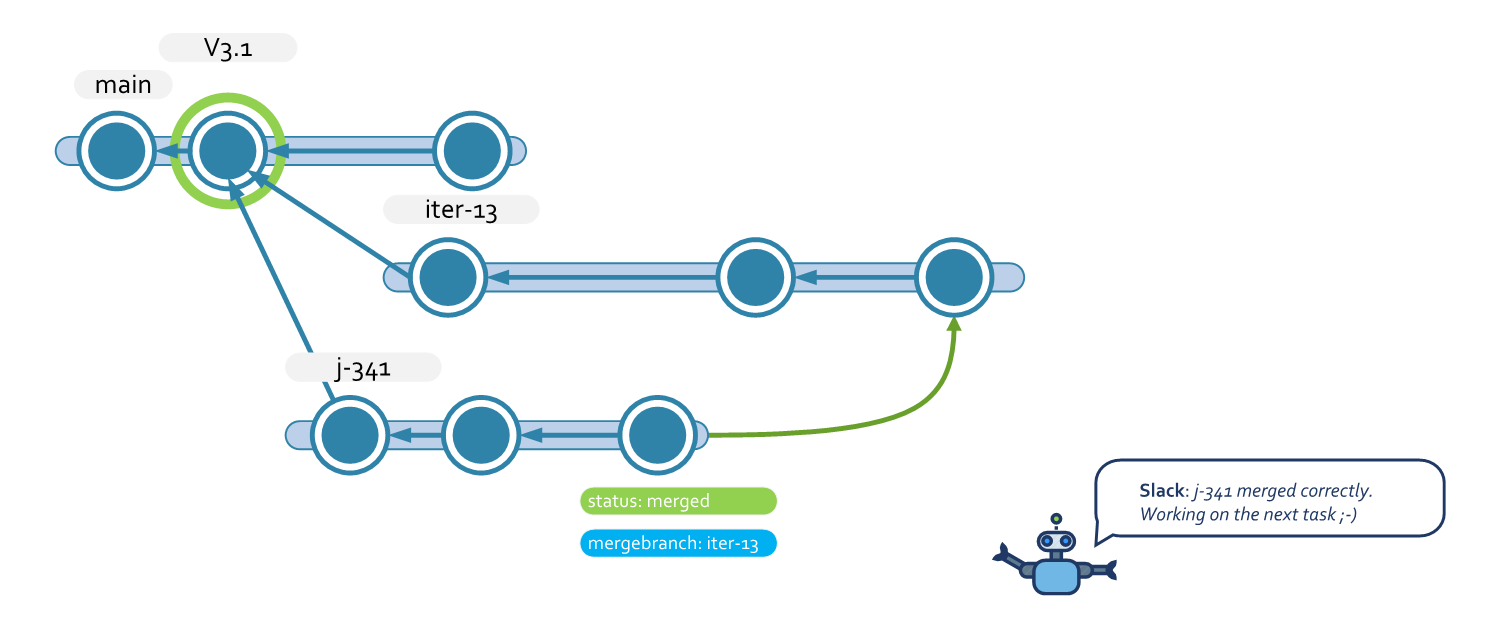 V3.1
main
iter-13
j-341
status: merged
mergebranch: iter-13
Slack: j-341 merged correctly.
Working on the next task ;-)